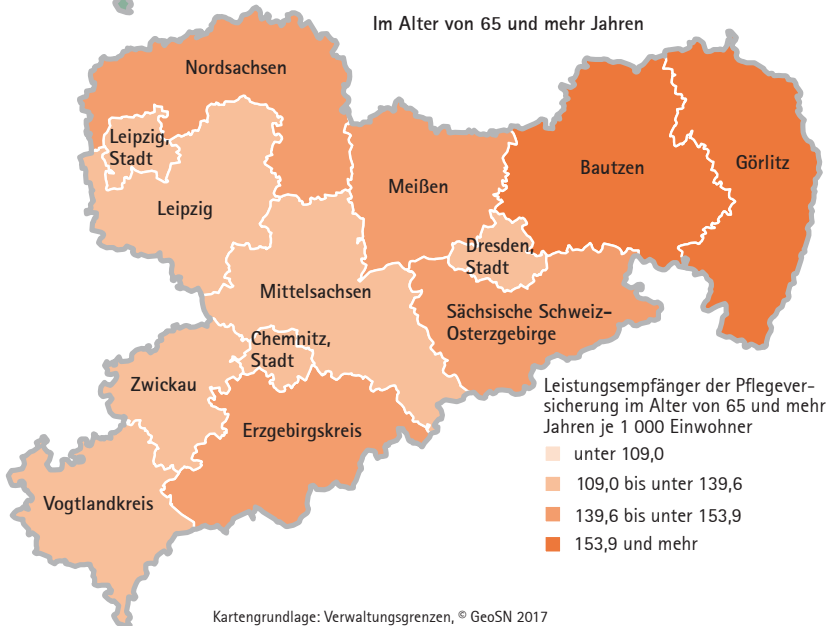 Im Alter von 65 und mehr Jahren
Nordsachsen
Leipzig,
Stadt
Leipzig
Meißen
Bautzen
Görlitz
Dresden,
Stadt
Mittelsachsen
Sächsische Schweiz-
Osterzgebirge
Chemnitz,
Stadt
Zwickau
Erzgebirgskreis
Vogtlandkreis
Leistungsempfänger der Pflegever-
sicherung im Alter von 65 und mehr
Jahren je 1 000 Einwohner
unter 109,0
109,0 bis unter 139,6
139,6 bis unter 153,9
153,9 und mehr
Kartengrundlage: Verwaltungsgrenzen, © GeoSN 2017